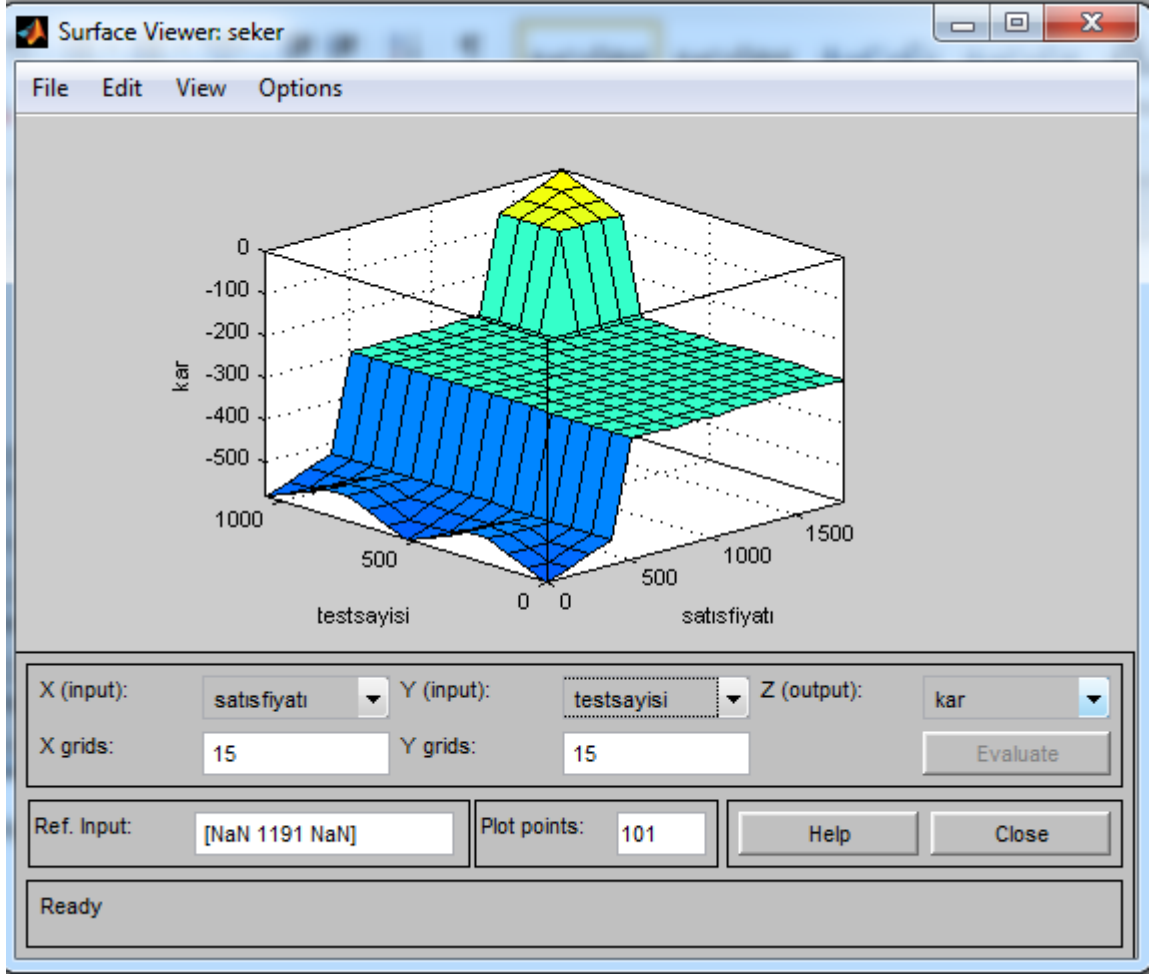 Surface Viewer: seker
File Edit View Options
0
-100
-200
-300
-400
-500
kar
1000
500
0
testsayisi
0
500
1000
1500
satısfiyatı
X (input): satısfiyatı Y (input): testsayisi Z (output): kar
X grids: 15 Y grids: 15 Evaluate
Ref. Input: [NaN 1191 NaN] Plot points: 101 Help Close
Ready